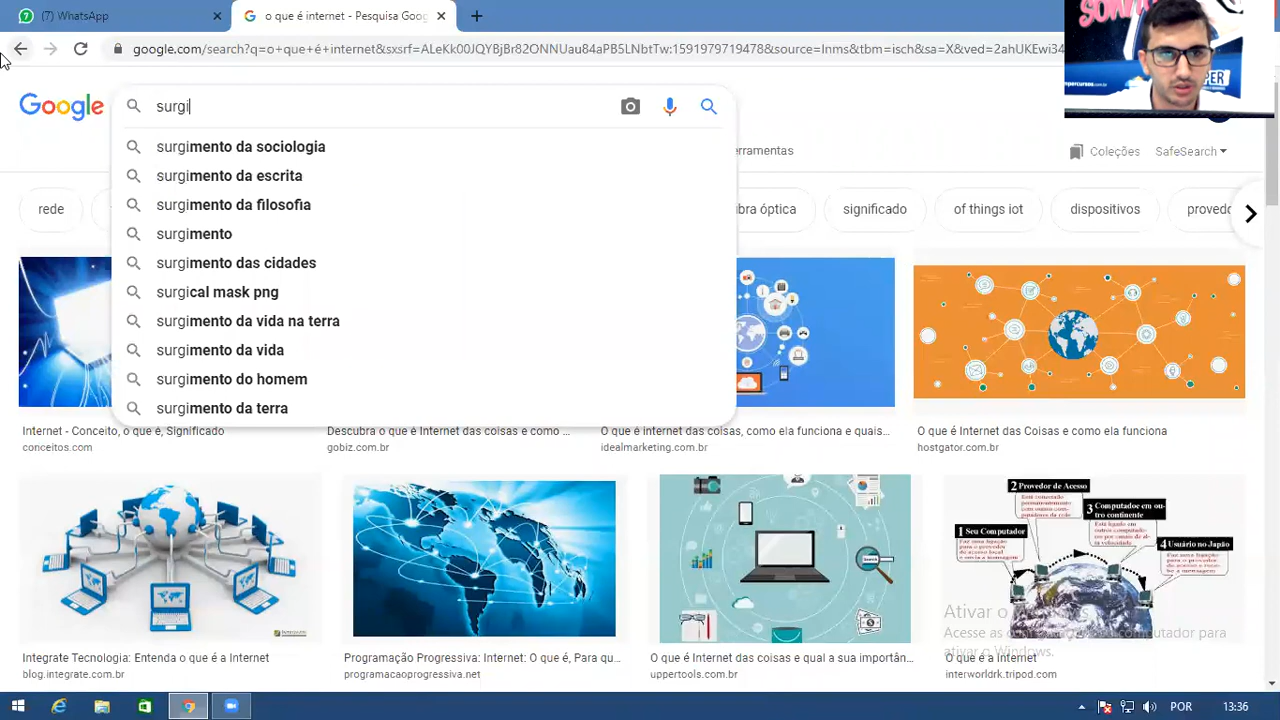 (7) WhatsApp
o que é internet - Pesquisa Goog
google.com/search?q=o+que+é+internet&sxsrf=ALeKk00JQYBjBr82ONNUau84aPB5LNbtTw:1591979719478&source=lnms&tbm=isch&sa=X&ved=2ahUKEwi34
Google
surgi
surgimento da sociologia
surgimento da escrita
surgimento da filosofia
surgimento
surgimento das cidades
surgical mask png
surgimento da vida na terra
surgimento da vida
surgimento do homem
surgimento da terra
erramentas
Coleções
SafeSearch
rede
bra óptica
significado
of things iot
dispositivos
provedo
Internet - Conceito, o que é, Significado
conceitos.com
Descubra o que é Internet das coisas e como ...
gobiz.com.br
O que é internet das coisas, como ela funciona e quais...
idealmarketing.com.br
O que é Internet das Coisas e como ela funciona
hostgator.com.br
2 Provedor de Acesso
3 Computador em ou-
tro continente
1 Seu Computador
4 Usuário no Japão
Integrate Tecnologia: Entenda o que é a Internet
blog.integrate.com.br
Programação Progressiva: Internet: O que é, Para qu...
programacaoprogressiva.net
O que é Internet das coisas e qual a sua importân...
uppertools.com.br
O que é a Internet
interworldrk.tripod.com
Ativar o Windows
Acesse as computador para
ativar o Windows.
POR
13:36